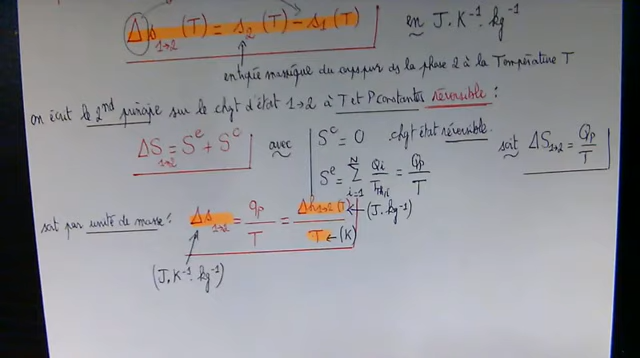 Δs₁→₂ (T) = s₂ (T) − s₁ (T) en J.K⁻¹.kg⁻¹
entropie massique du corps pur ds la phase 2 à la Température T
on écrit le 2nd principe sur le chgt d'état 1→2 à T et P constantes réversible :
ΔS₁→₂ = Sᵉ + Sᶜ avec Sᶜ = 0 chgt état réversible. soit ΔS₁→₂ = Qp/T
Sᵉ = ∑ᵢ₌₁ᴺ Qi/Tth,i = Qp/T
soit par unité de masse : Δs₁→₂ = qp/T = Δh₁→₂(T)/T ← (J.kg⁻¹) ← (K)
(J.K⁻¹.kg⁻¹)